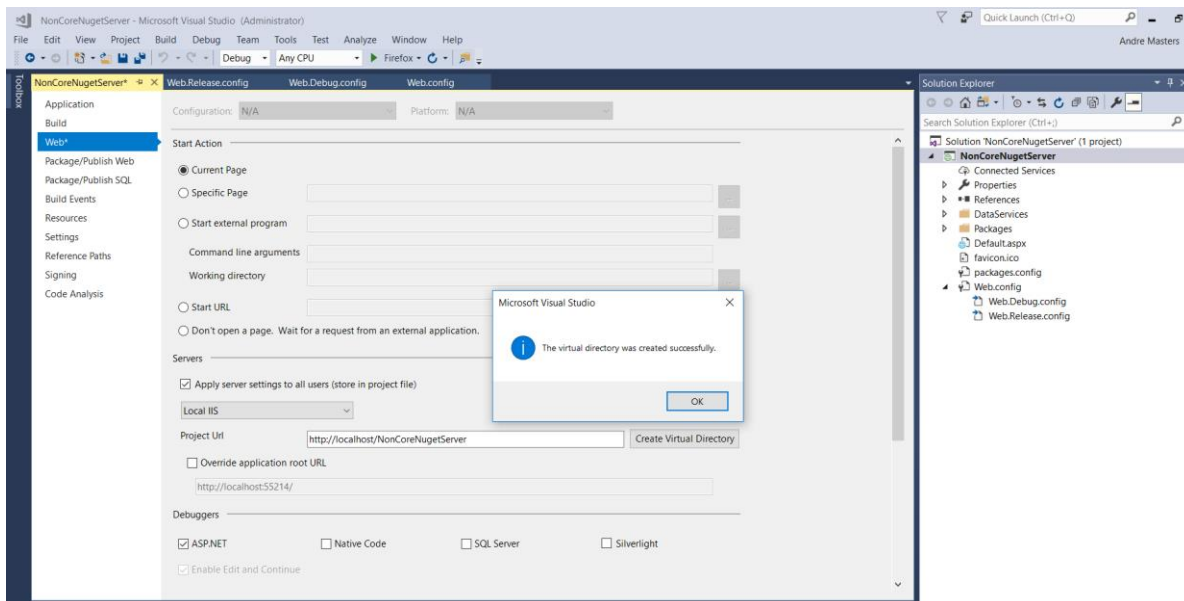 NonCoreNugetServer - Microsoft Visual Studio (Administrator)
Quick Launch (Ctrl+Q)
File Edit View Project Build Debug Team Tools Test Analyze Window Help
Andre Masters
Debug Any CPU Firefox
Toolbox
NonCoreNugetServer* Web.Release.config Web.Debug.config Web.config
Application
Build
Web*
Package/Publish Web
Package/Publish SQL
Build Events
Resources
Settings
Reference Paths
Signing
Code Analysis
Configuration: N/A Platform: N/A
Start Action
Current Page
Specific Page
Start external program
Command line arguments
Working directory
Start URL
Don't open a page. Wait for a request from an external application.
Servers
Apply server settings to all users (store in project file)
Local IIS
Project Url http://localhost/NonCoreNugetServer Create Virtual Directory
Override application root URL
http://localhost:55214/
Debuggers
ASP.NET Native Code SQL Server Silverlight
Enable Edit and Continue
Microsoft Visual Studio
The virtual directory was created successfully.
OK
Solution Explorer
Search Solution Explorer (Ctrl+;)
Solution 'NonCoreNugetServer' (1 project)
NonCoreNugetServer
Connected Services
Properties
References
DataServices
Packages
Default.aspx
favicon.ico
packages.config
Web.config
Web.Debug.config
Web.Release.config